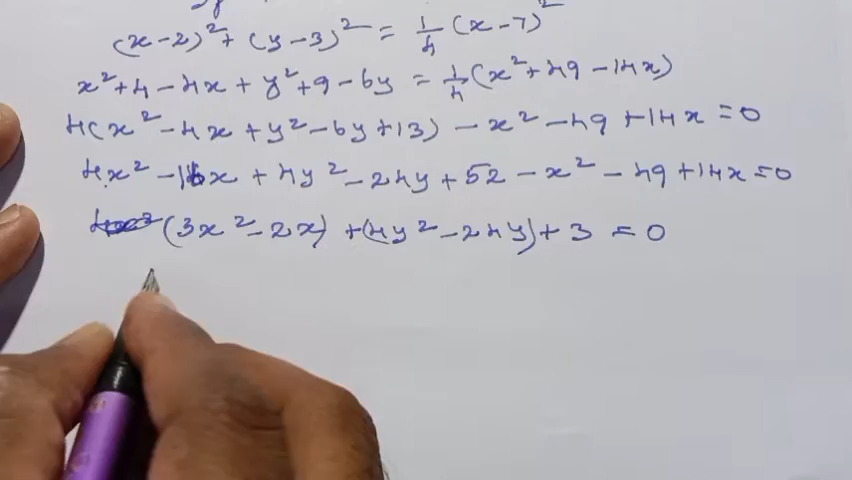 (x-2)² + (y-3)² = 1/4 (x-7)²
x² + 4 - 4x + y² + 9 - 6y = 1/4 (x² + 49 - 14x)
4(x² - 4x + y² - 6y + 13) - x² - 49 + 14x = 0
4x² - 16x + 4y² - 24y + 52 - x² - 49 + 14x = 0
(3x² - 2x) + (4y² - 24y) + 3 = 0